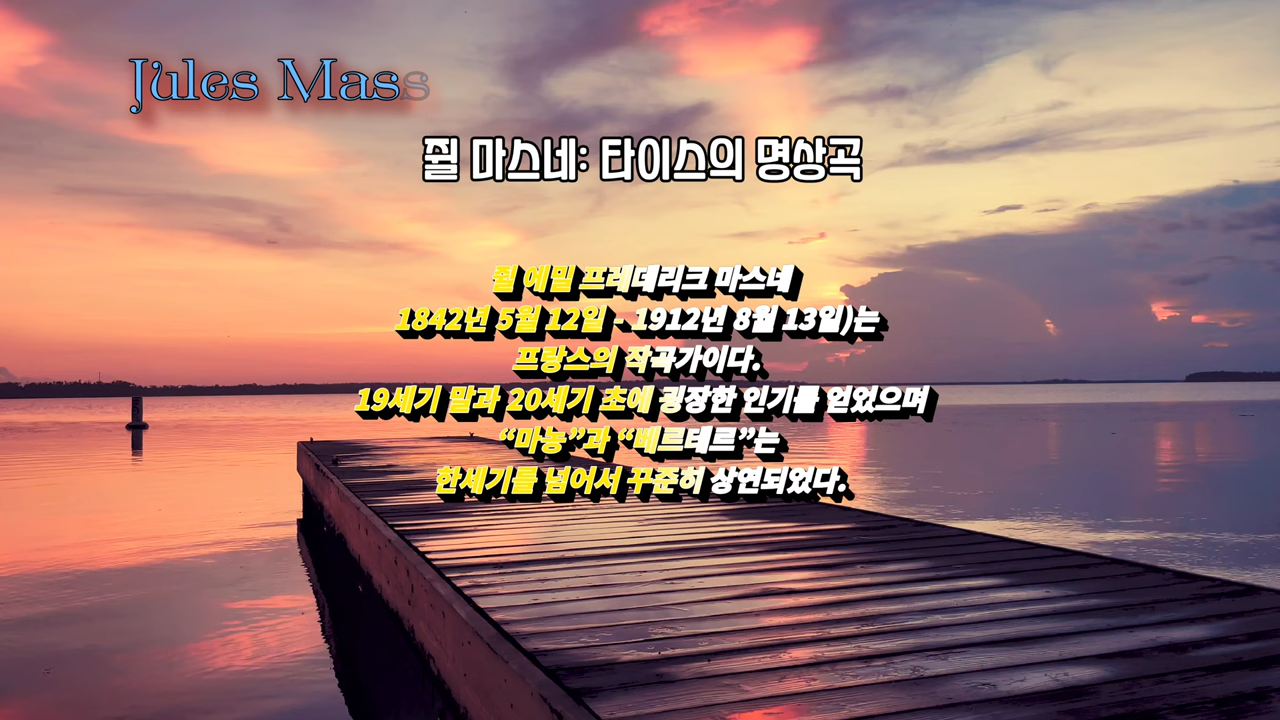 Jules Mass
쥘 마스네: 타이스의 명상곡
쥘 에밀 프레데리크 마스네
1842년 5월 12일 - 1912년 8월 13일)는
프랑스의 작곡가이다.
19세기 말과 20세기 초에 굉장한 인기를 얻었으며
“마농”과 “베르테르”는
한세기를 넘어서 꾸준히 상연되었다.